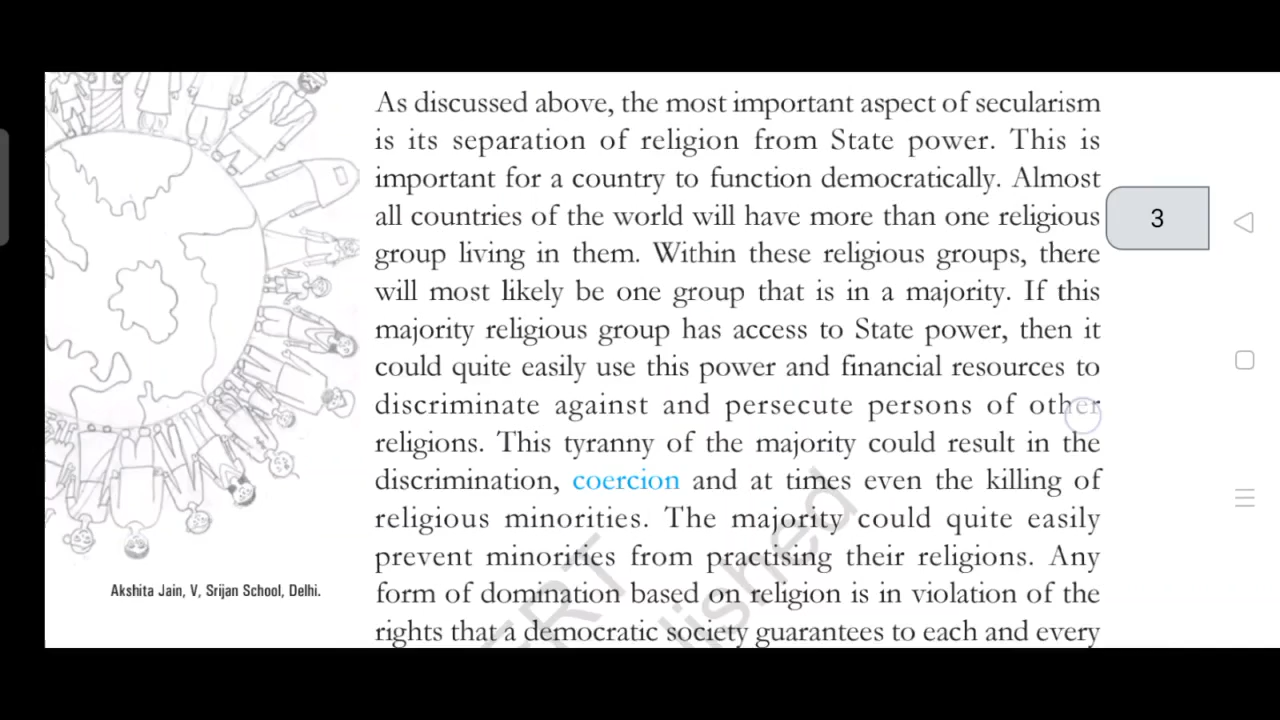 As discussed above, the most important aspect of secularism
is its separation of religion from State power. This is
important for a country to function democratically. Almost
all countries of the world will have more than one religious
group living in them. Within these religious groups, there
will most likely be one group that is in a majority. If this
majority religious group has access to State power, then it
could quite easily use this power and financial resources to
discriminate against and persecute persons of other
religions. This tyranny of the majority could result in the
discrimination, coercion and at times even the killing of
religious minorities. The majority could quite easily
prevent minorities from practising their religions. Any
form of domination based on religion is in violation of the
rights that a democratic society guarantees to each and every
3
Akshita Jain, V, Srijan School, Delhi.